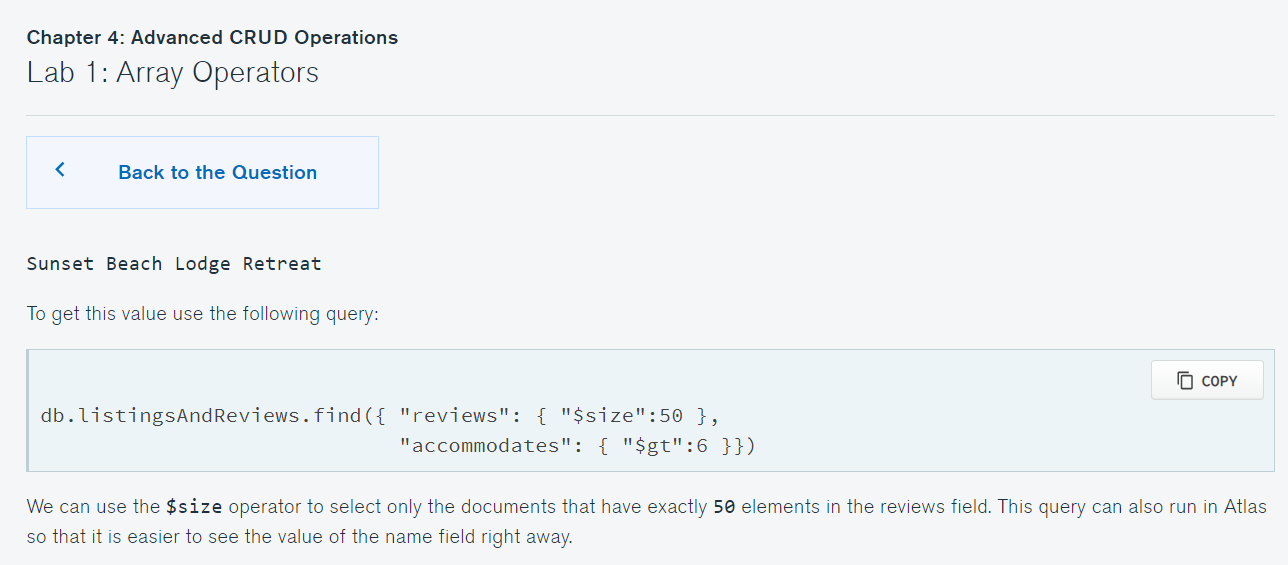 Chapter 4: Advanced CRUD Operations
Lab 1: Array Operators
Back to the Question
Sunset Beach Lodge Retreat
To get this value use the following query:
COPY
db.listingsAndReviews.find({ "reviews": { "$size":50 },
"accommodates": { "$gt":6 }})
We can use the $size operator to select only the documents that have exactly 50 elements in the reviews field. This query can also run in Atlas
so that it is easier to see the value of the name field right away.